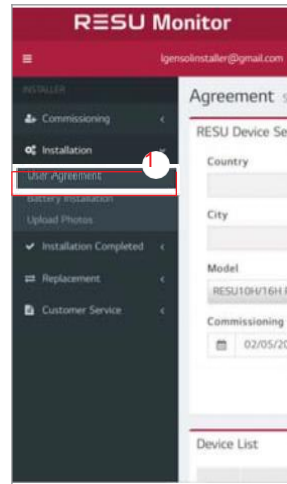 RESU Monitor
lgensolinstaller@gmail.com
INSTALLER
Agreement
Commissioning
RESU Device Se
Installation
1
Country
User Agreement
Battery Installation
City
Upload Photos
Installation Completed
Model
Replacement
RESU10H/16H
Customer Service
Commissioning
02/05/20
Device List